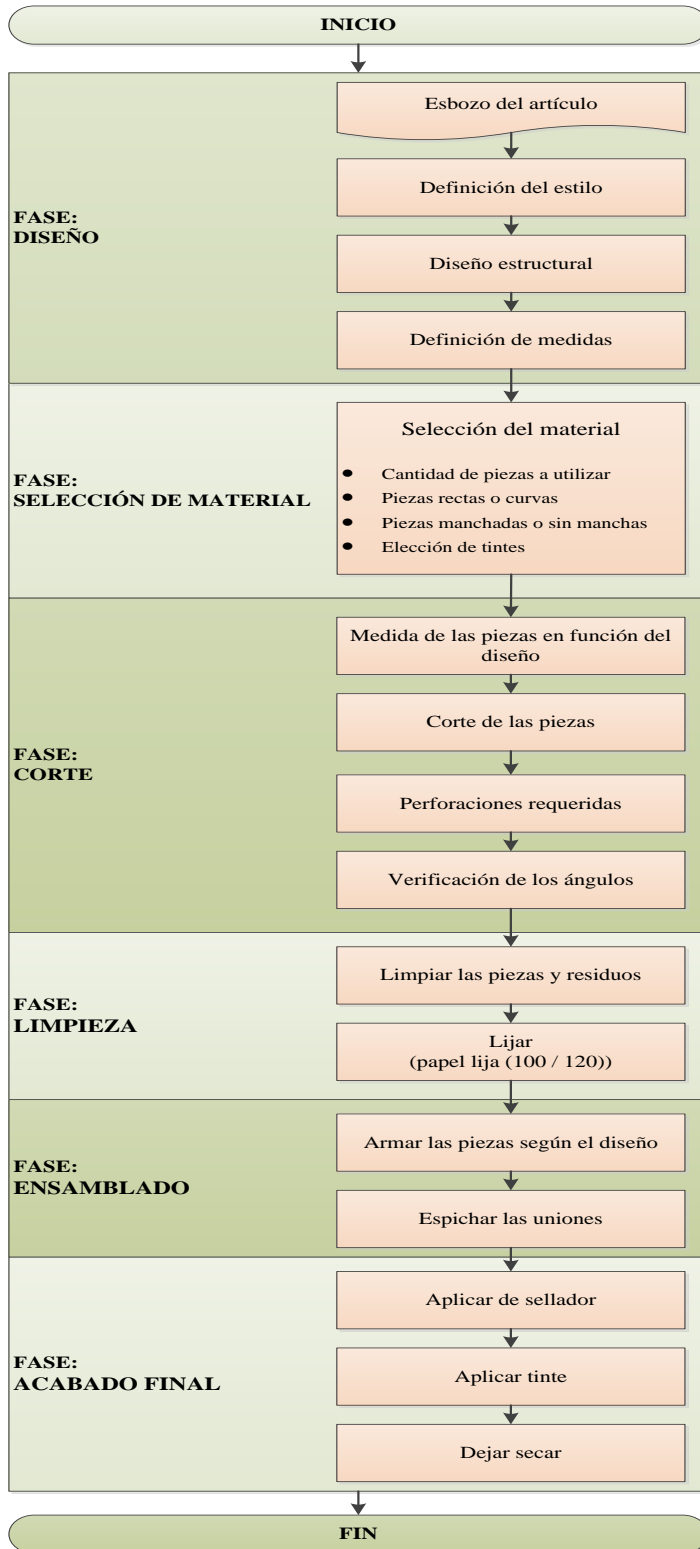 INICIO
FASE:
DISEÑO
Esbozo del artículo
Definición del estilo
Diseño estructural
Definición de medidas
FASE:
SELECCIÓN DE MATERIAL
Selección del material
● Cantidad de piezas a utilizar
● Piezas rectas o curvas
● Piezas manchadas o sin manchas
● Elección de tintes
FASE:
CORTE
Medida de las piezas en función del
diseño
Corte de las piezas
Perforaciones requeridas
Verificación de los ángulos
FASE:
LIMPIEZA
Limpiar las piezas y residuos
Lijar
(papel lija (100 / 120))
FASE:
ENSAMBLADO
Armar las piezas según el diseño
Espichar las uniones
FASE:
ACABADO FINAL
Aplicar de sellador
Aplicar tinte
Dejar secar
FIN